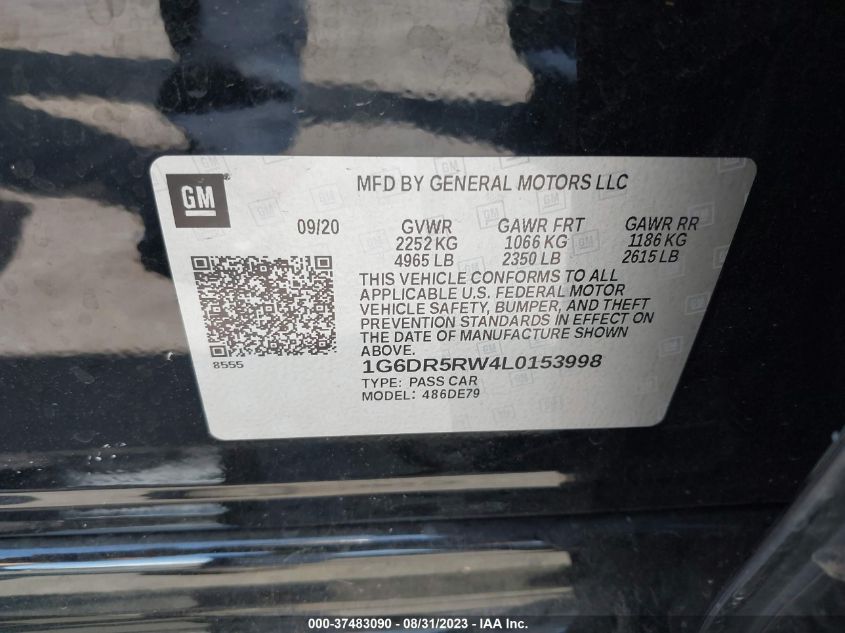 GM
MFD BY GENERAL MOTORS LLC
09/20 GVWR GAWR FRT GAWR RR
2252 KG 1066 KG 1186 KG
4965 LB 2350 LB 2615 LB
THIS VEHICLE CONFORMS TO ALL
APPLICABLE U.S. FEDERAL MOTOR
VEHICLE SAFETY, BUMPER, AND THEFT
PREVENTION STANDARDS IN EFFECT ON
THE DATE OF MANUFACTURE SHOWN
ABOVE.
8555
1G6DR5RW4L0153998
TYPE: PASS CAR
MODEL: 486DE79
000-37483090 - 08/31/2023 - IAA Inc.